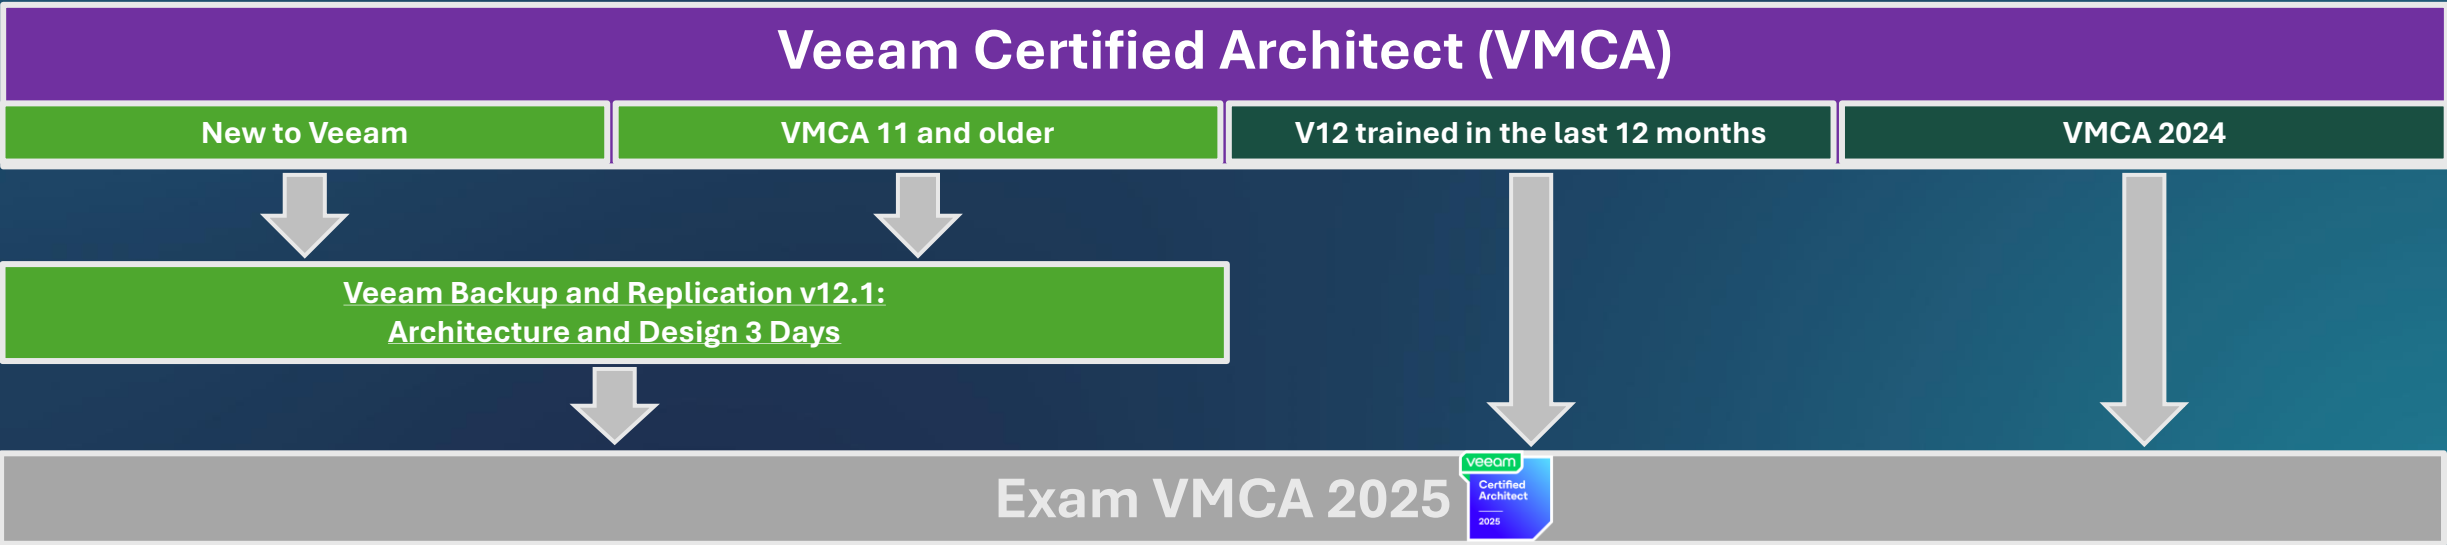 Veeam Certified Architect (VMCA)
New to Veeam
VMCA 11 and older
V12 trained in the last 12 months
VMCA 2024
Veeam Backup and Replication v12.1:
Architecture and Design 3 Days
Exam VMCA 2025
veeam
Certified
Architect
2025